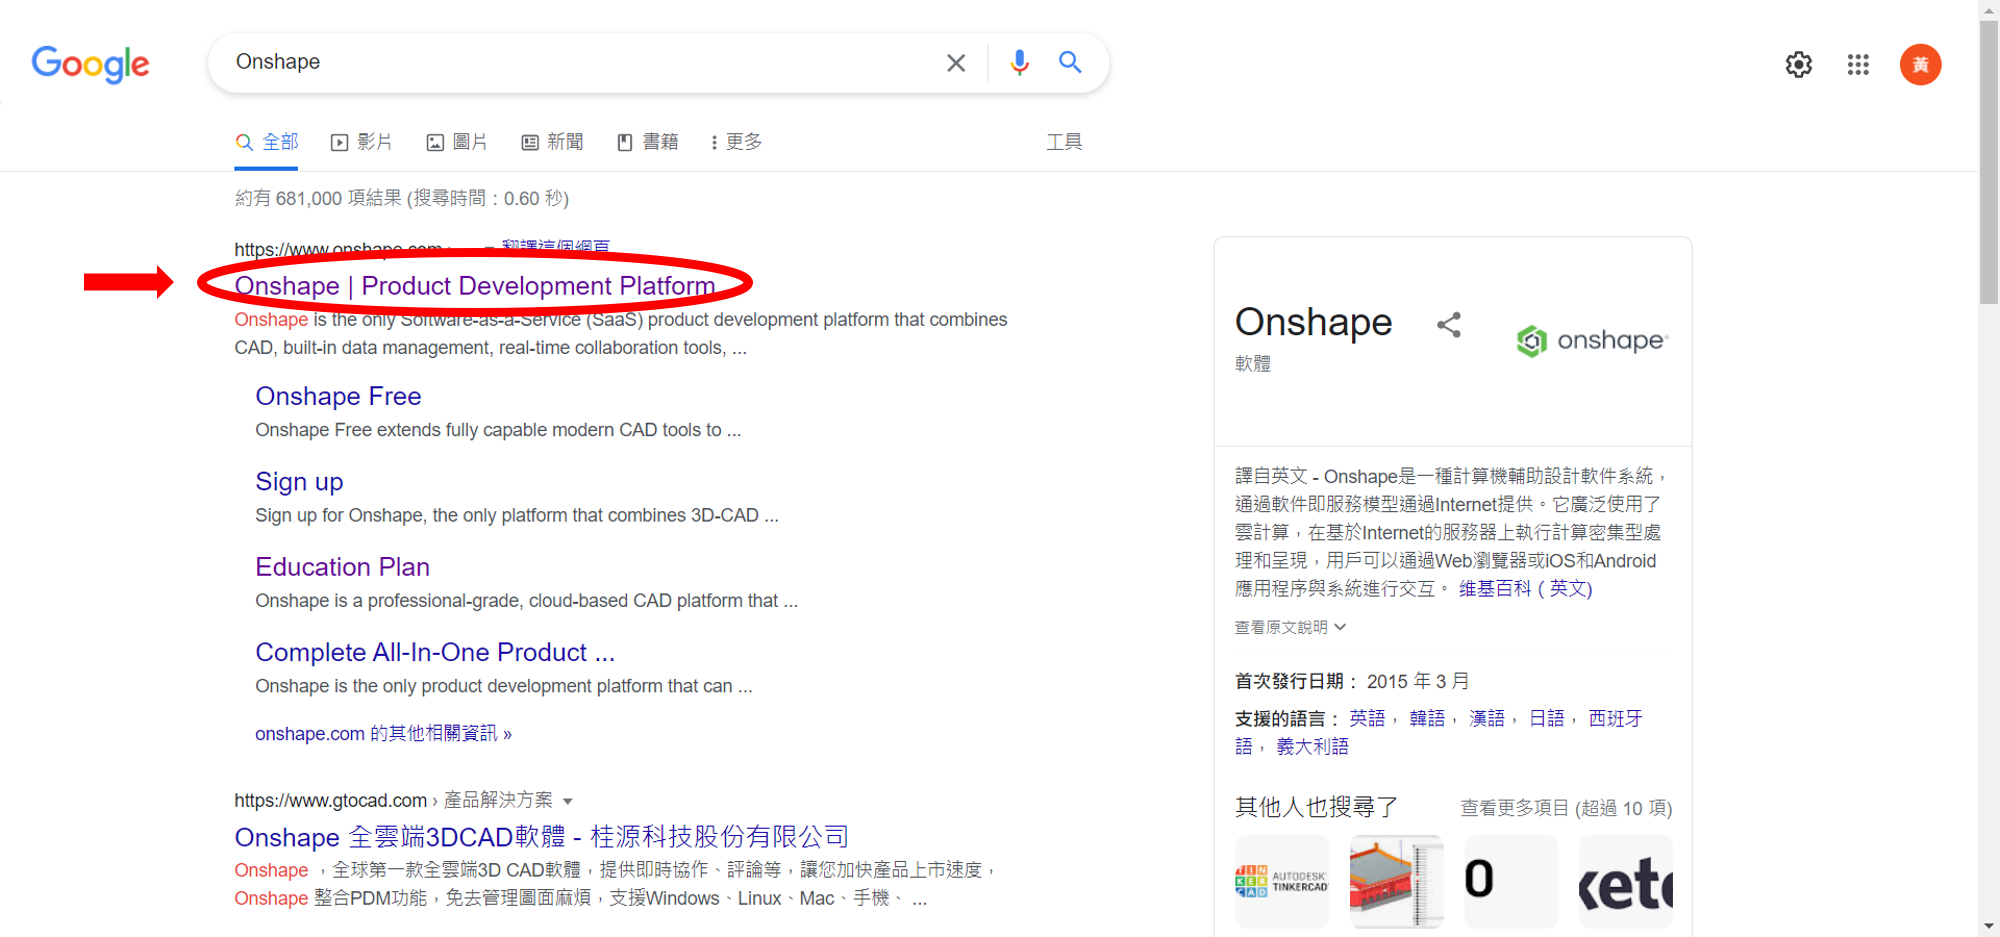 Google
Onshape
黃
全部
影片
圖片
新聞
書籍
更多
工具
約有 681,000 項結果 (搜尋時間：0.60 秒)
https://www.onshape.com
翻譯這個網頁
Onshape | Product Development Platform
Onshape is the only Software-as-a-Service (SaaS) product development platform that combines
CAD, built-in data management, real-time collaboration tools, ...
Onshape Free
Onshape Free extends fully capable modern CAD tools to ...
Sign up
Sign up for Onshape, the only platform that combines 3D-CAD ...
Education Plan
Onshape is a professional-grade, cloud-based CAD platform that ...
Complete All-In-One Product ...
Onshape is the only product development platform that can ...
onshape.com 的其他相關資訊 »
https://www.gtocad.com › 產品解決方案
Onshape 全雲端3DCAD軟體 - 桂源科技股份有限公司
Onshape ，全球第一款全雲端3D CAD軟體，提供即時協作、評論等，讓您加快產品上市速度，
Onshape 整合PDM功能，免去管理圖面麻煩，支援Windows、Linux、Mac、手機、 ...
Onshape
軟體
onshape
譯自英文 - Onshape是一種計算機輔助設計軟件系統，
通過軟件即服務模型通過Internet提供。它廣泛使用了
雲計算，在基於Internet的服務器上執行計算密集型處
理和呈現，用戶可以通過Web瀏覽器或iOS和Android
應用程序與系統進行交互。 维基百科 ( 英文)
查看原文說明
首次發行日期： 2015 年 3 月
支援的語言： 英語， 韓語， 漢語， 日語， 西班牙
語， 義大利語
其他人也搜尋了
查看更多項目 (超過 10 項)
TIN
KER
CAD
AUTODESK
TINKERCAD
0
ketc